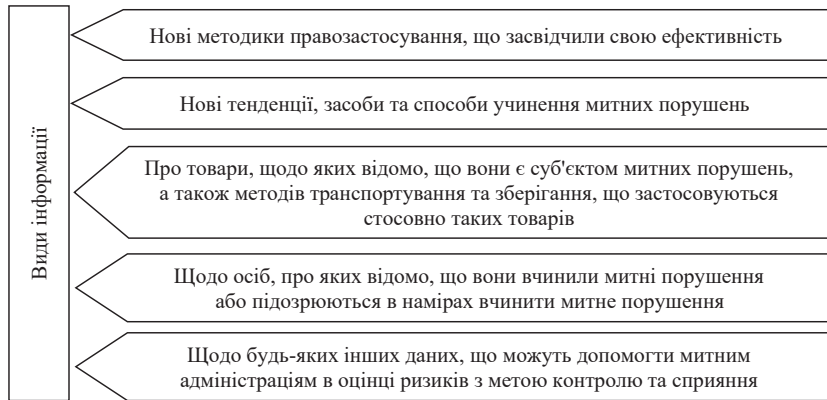 Види інформації
Нові методики правозастосування, що засвідчили свою ефективність
Нові тенденції, засоби та способи учинення митних порушень
Про товари, щодо яких відомо, що вони є суб'єктом митних порушень,
а також методів транспортування та зберігання, що застосовуються
стосовно таких товарів
Щодо осіб, про яких відомо, що вони вчинили митні порушення
або підозрюються в намірах вчинити митне порушення
Щодо будь-яких інших даних, що можуть допомогти митним
адміністраціям в оцінці ризиків з метою контролю та сприяння